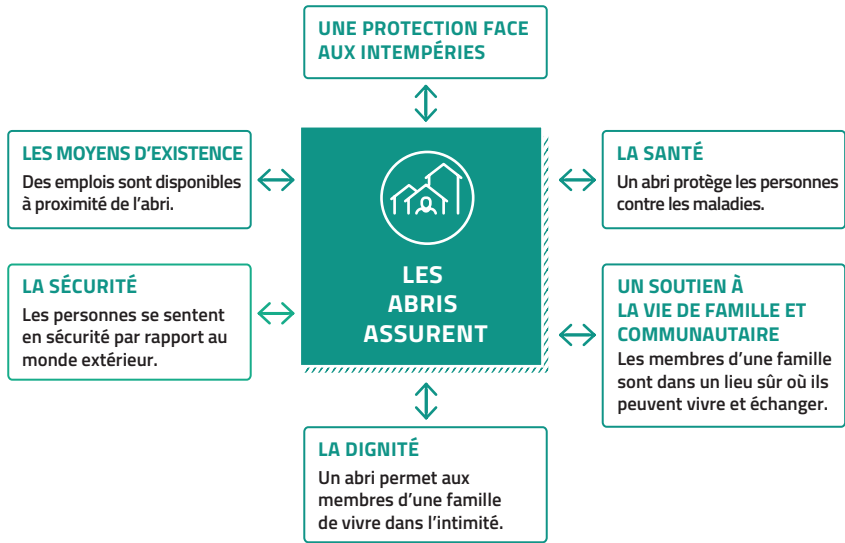 UNE PROTECTION FACE
AUX INTEMPÉRIES
LES MOYENS D’EXISTENCE
Des emplois sont disponibles
à proximité de l’abri.
LA SANTÉ
Un abri protège les personnes
contre les maladies.
LES
ABRIS
ASSURENT
LA SÉCURITÉ
Les personnes se sentent
en sécurité par rapport au
monde extérieur.
UN SOUTIEN À
LA VIE DE FAMILLE ET
COMMUNAUTAIRE
Les membres d’une famille
sont dans un lieu sûr où ils
peuvent vivre et échanger.
LA DIGNITÉ
Un abri permet aux
membres d’une famille
de vivre dans l’intimité.